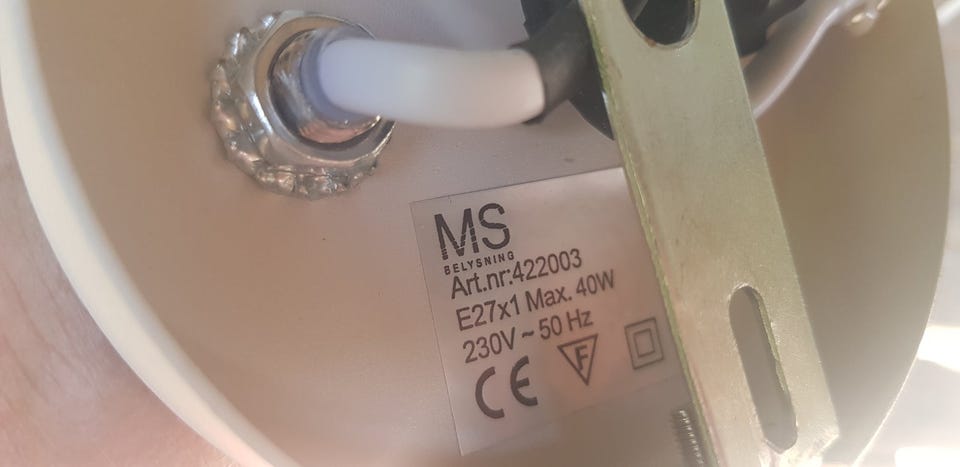 MS
BELYSNING
Art.nr:422003
E27x1 Max. 40W
230V ~ 50 Hz
CE F